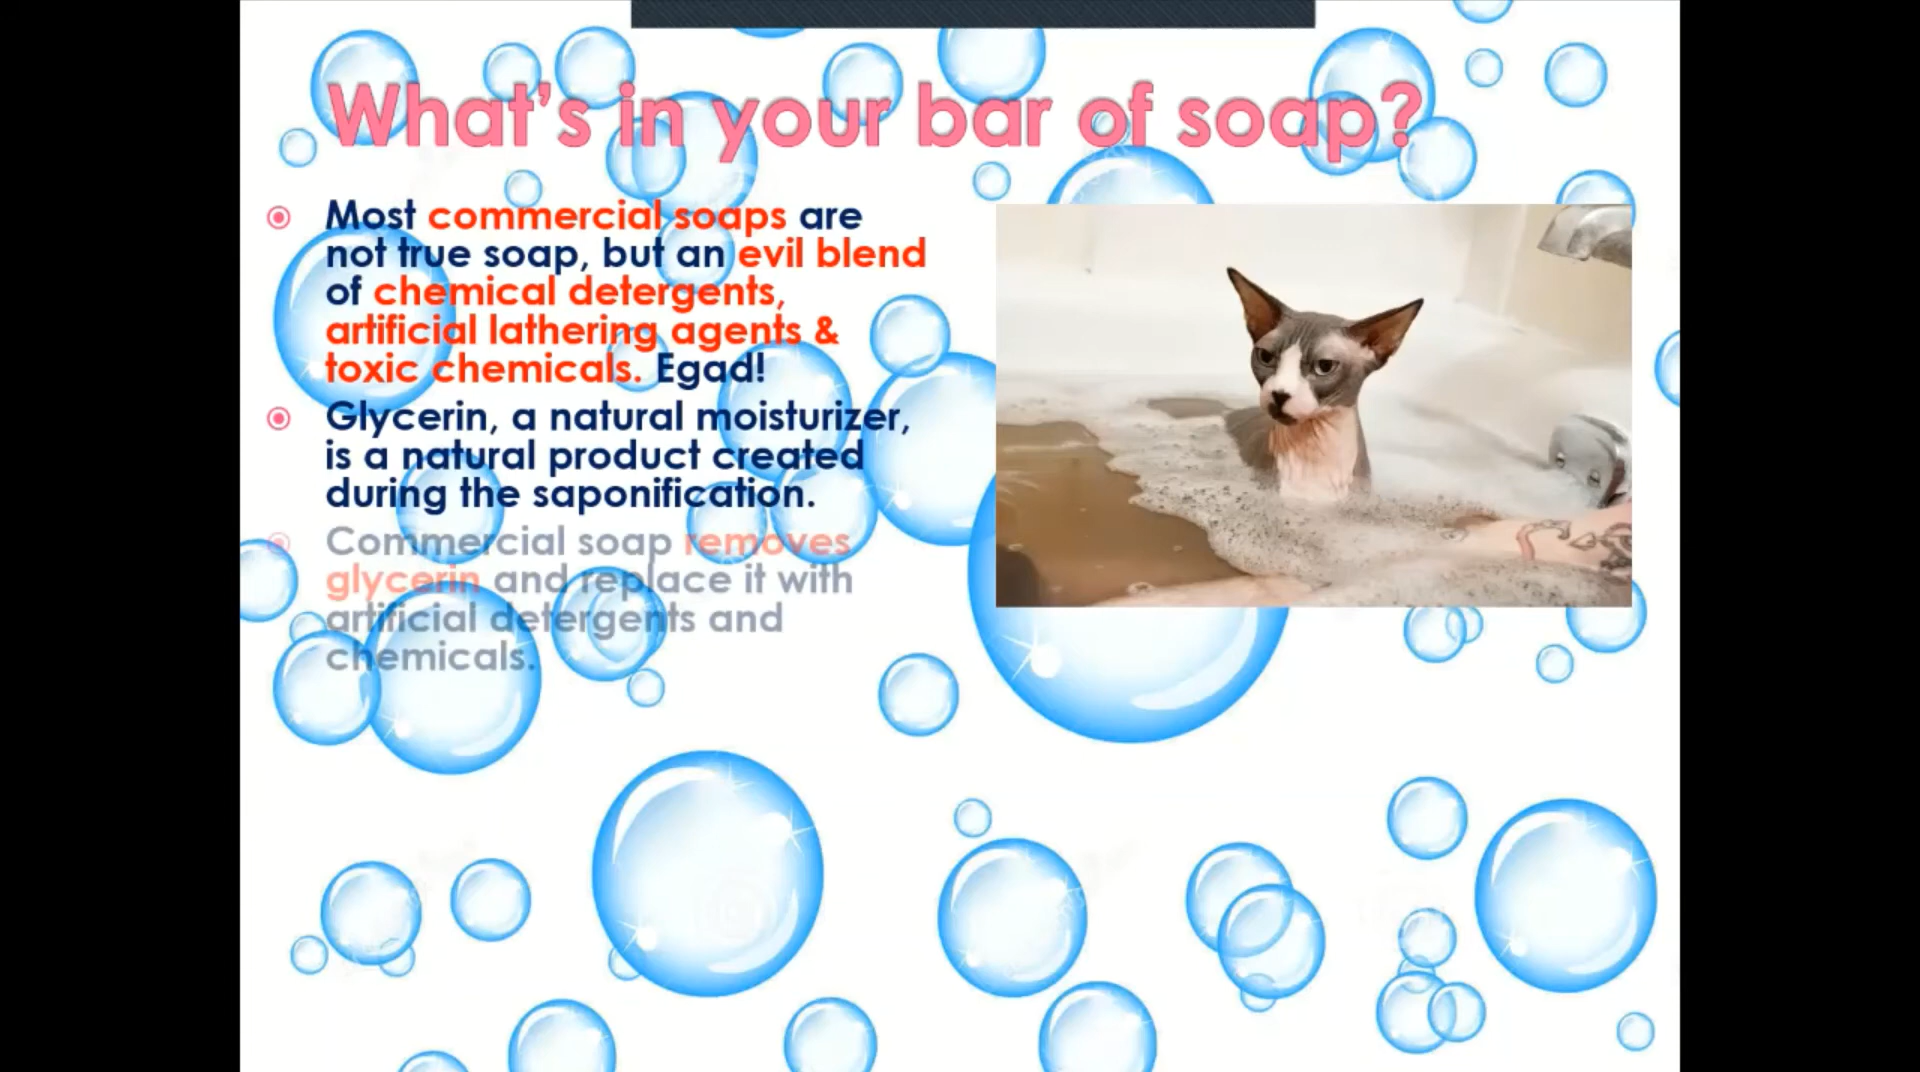 What's in your bar of soap?
Most commercial soaps are
not true soap, but an evil blend
of chemical detergents,
artificial lathering agents &
toxic chemicals. Egad!
Glycerin, a natural moisturizer,
is a natural product created
during the saponification.
Commercial soap removes
glycerin and replace it with
artificial detergents and
chemicals.